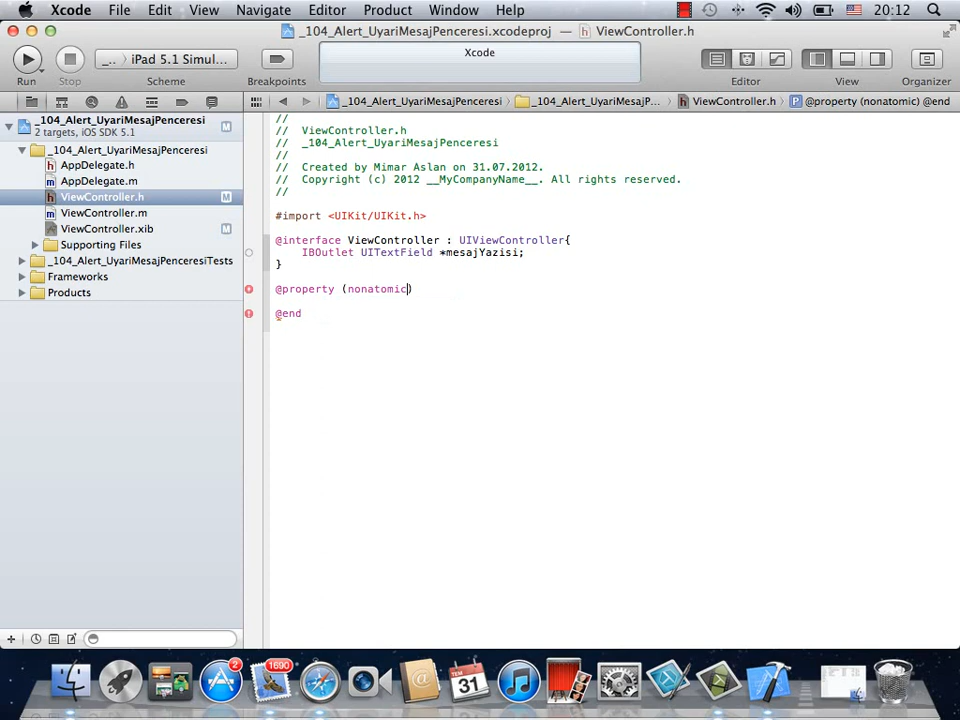 Xcode File Edit View Navigate Editor Product Window Help 20:12
_104_Alert_UyariMesajPenceresi.xcodeproj — ViewController.h
Xcode
_.. iPad 5.1 Simul...
Run Stop Scheme Breakpoints Editor View Organizer
_104_Alert_UyariMesajPenceresi _104_Alert_UyariMesajP... ViewController.h @property (nonatomic) @end
_104_Alert_UyariMesajPenceresi M
2 targets, iOS SDK 5.1
_104_Alert_UyariMesajPenceresi
AppDelegate.h
AppDelegate.m
ViewController.h M
ViewController.m
ViewController.xib M
Supporting Files
_104_Alert_UyariMesajPenceresiTests
Frameworks
Products
//
// ViewController.h
// _104_Alert_UyariMesajPenceresi
//
// Created by Mimar Aslan on 31.07.2012.
// Copyright (c) 2012 __MyCompanyName__. All rights reserved.
//
#import <UIKit/UIKit.h>
@interface ViewController : UIViewController{
IBOutlet UITextField *mesajYazisi;
}
@property (nonatomic)
@end
2
1690
31